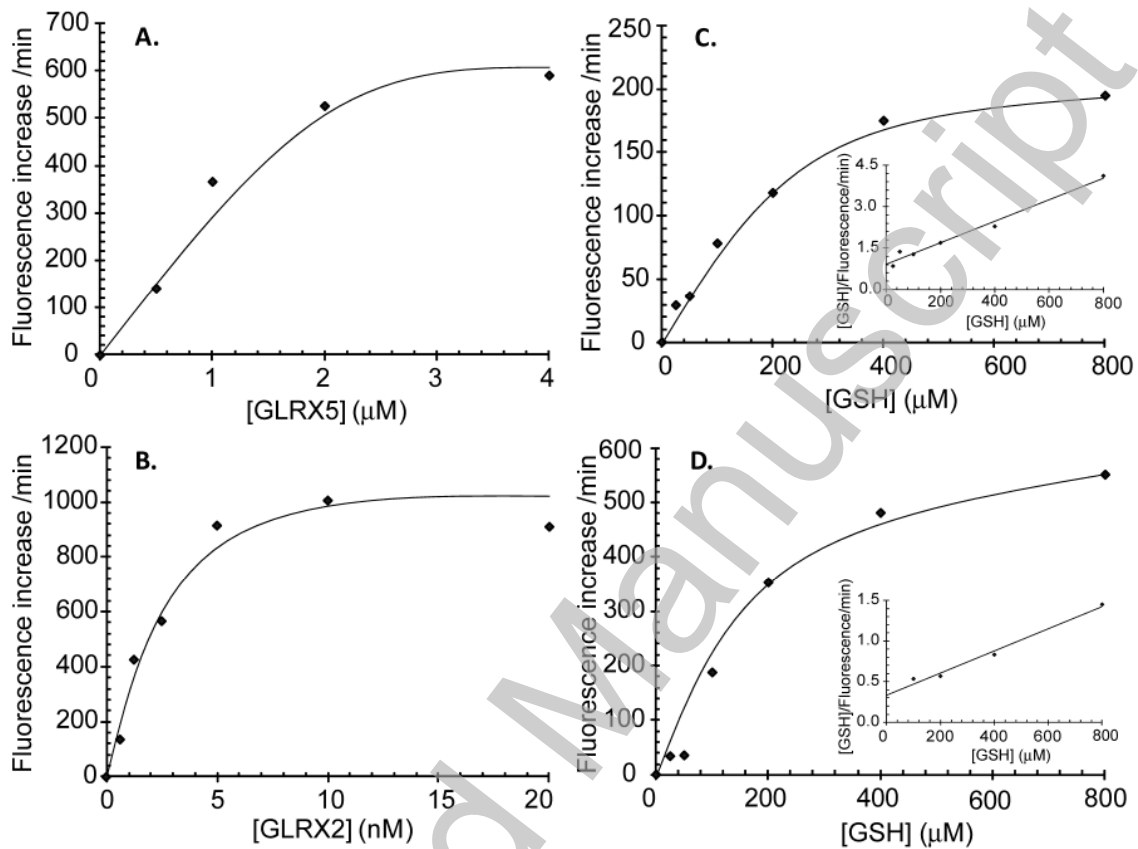 A.
Fluorescence increase /min
700
600
500
400
300
200
100
0
0 1 2 3 4
[GLRX5] (μM)
B.
Fluorescence increase /min
1200
1000
800
600
400
200
0
0 5 10 15 20
[GLRX2] (nM)
C.
Fluorescence increase /min
250
200
150
100
50
0
0 200 400 600 800
[GSH] (μM)
[GSH]/Fluorescence/min)
4.5
3.0
1.5
0.0
200 400 600 800
[GSH] (μM)
D.
Fluorescence increase /min
600
500
400
300
200
100
0
0 200 400 600 800
[GSH] (μM)
[GSH]/Fluorescence/min)
1.5
1.0
0.5
0.0
0 200 400 600 800
[GSH] (μM)
d Manuscript